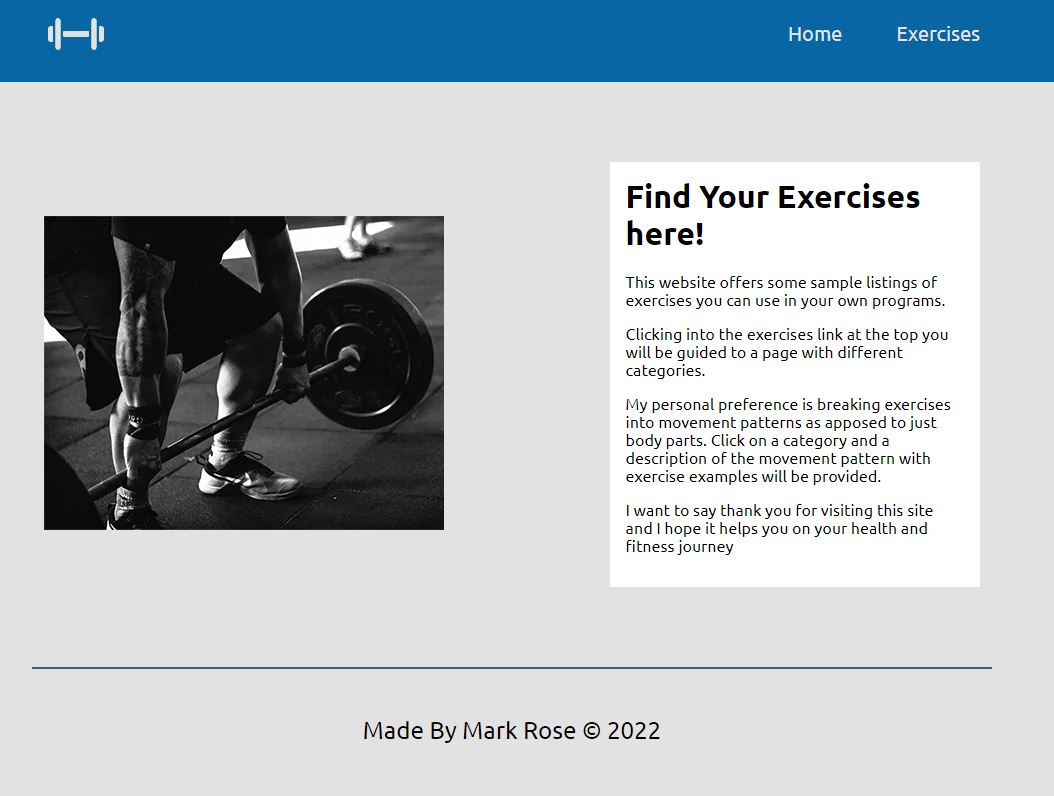 Home Exercises
Find Your Exercises
here!
This website offers some sample listings of
exercises you can use in your own programs.
Clicking into the exercises link at the top you
will be guided to a page with different
categories.
My personal preference is breaking exercises
into movement patterns as apposed to just
body parts. Click on a category and a
description of the movement pattern with
exercise examples will be provided.
I want to say thank you for visiting this site
and I hope it helps you on your health and
fitness journey
Made By Mark Rose © 2022